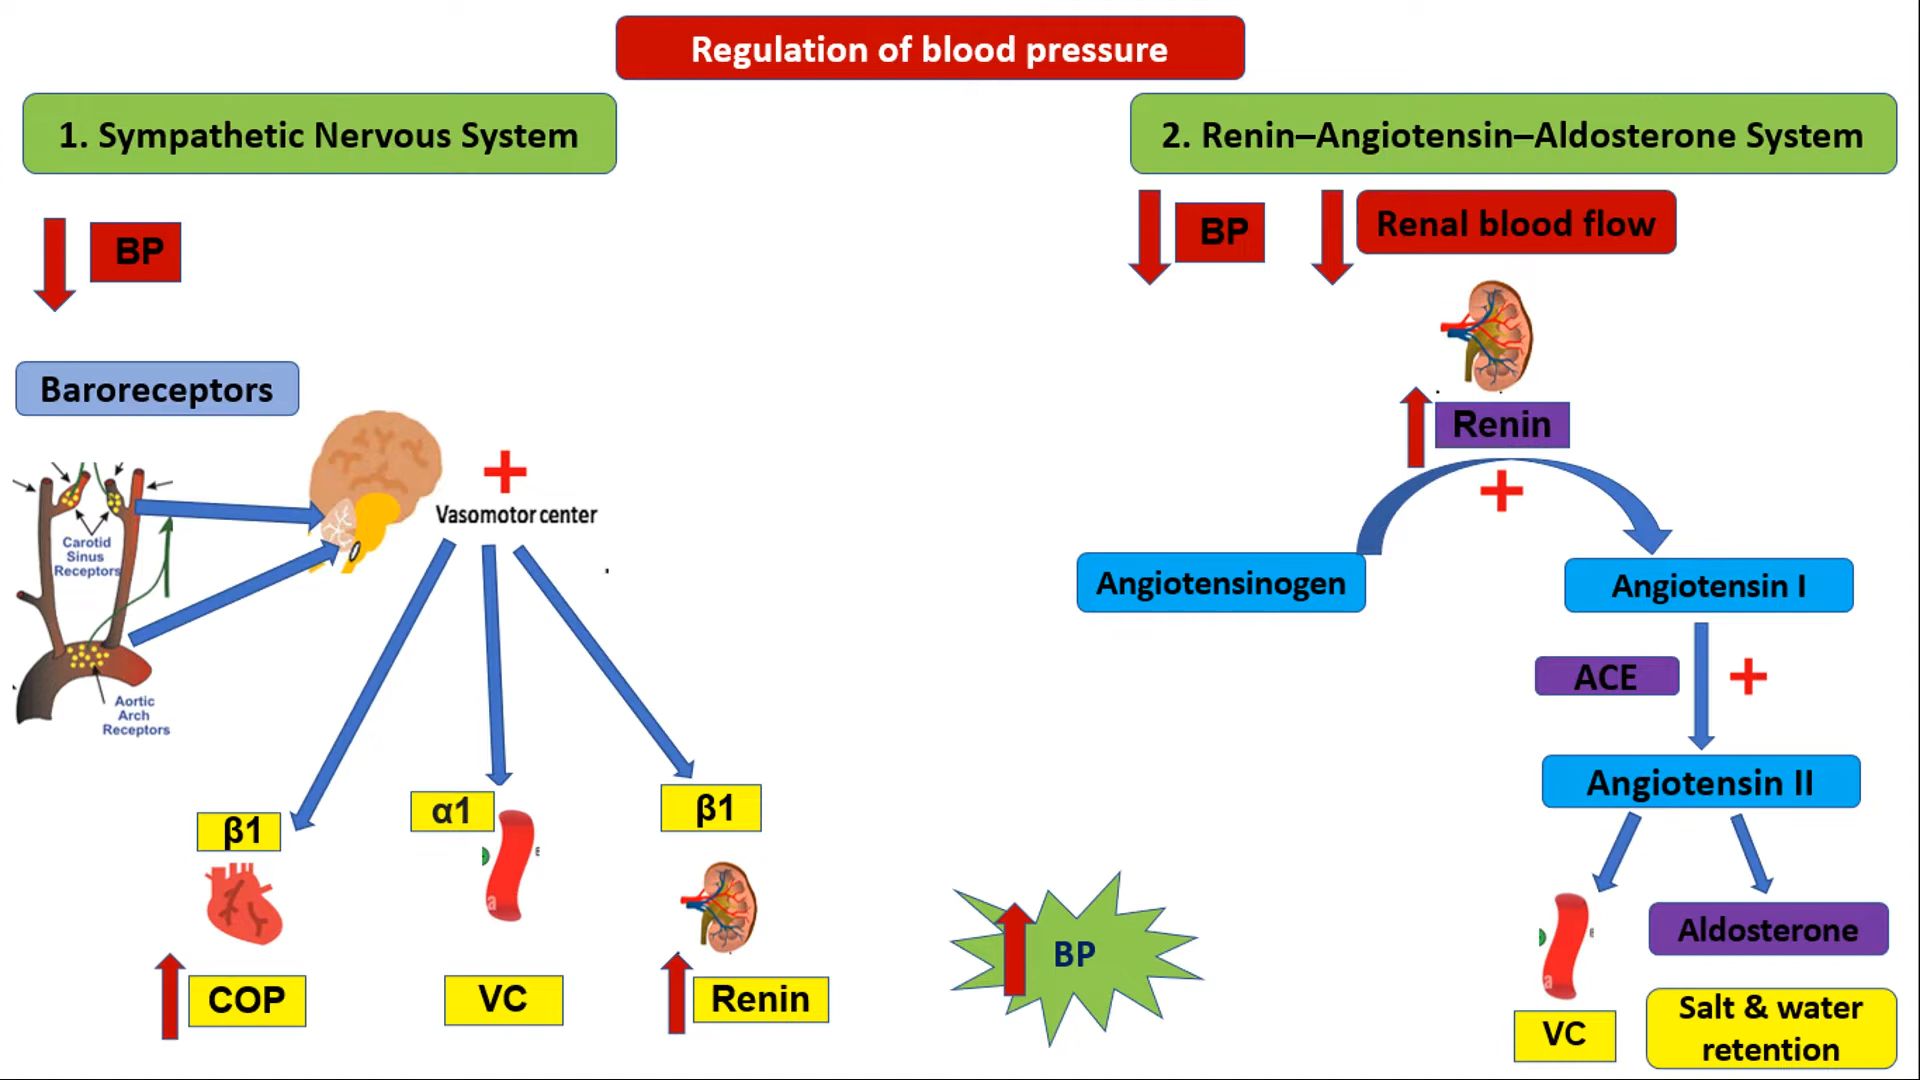 Regulation of blood pressure
1. Sympathetic Nervous System
BP
Baroreceptors
Carotid
Sinus
Receptors
Aortic
Arch
Receptors
+
Vasomotor center
β1
α1
β1
a
COP
VC
Renin
BP
2. Renin–Angiotensin–Aldosterone System
BP
Renal blood flow
Renin
+
Angiotensinogen
Angiotensin I
ACE
+
Angiotensin II
a
VC
Aldosterone
Salt & water
retention